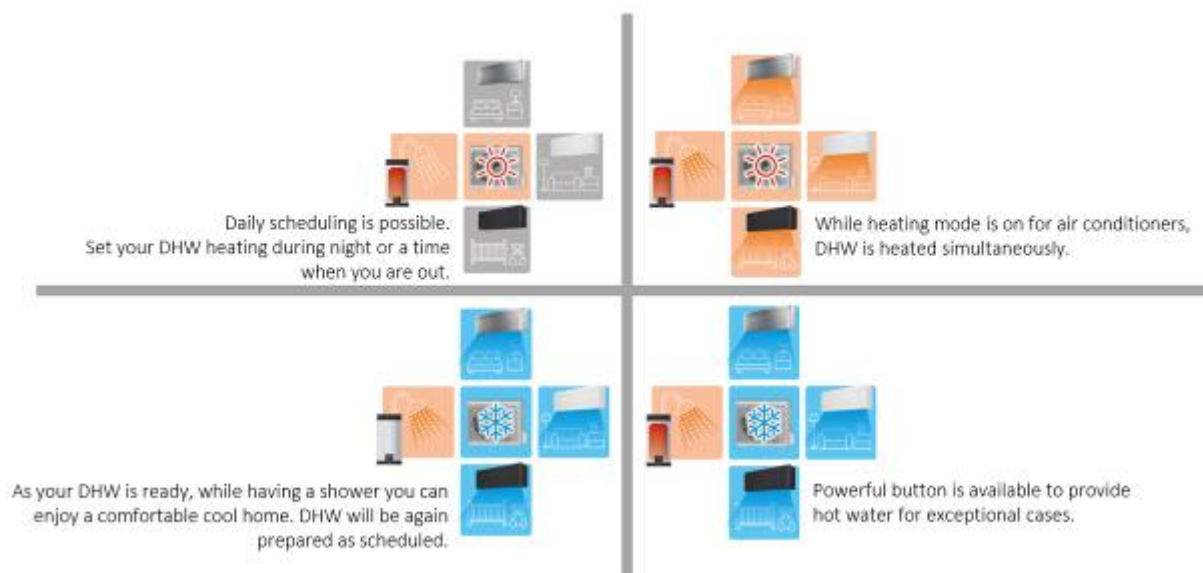 Daily scheduling is possible.
Set your DHW heating during night or a time
when you are out.
While heating mode is on for air conditioners,
DHW is heated simultaneously.
As your DHW is ready, while having a shower you can
enjoy a comfortable cool home. DHW will be again
prepared as scheduled.
Powerful button is available to provide
hot water for exceptional cases.